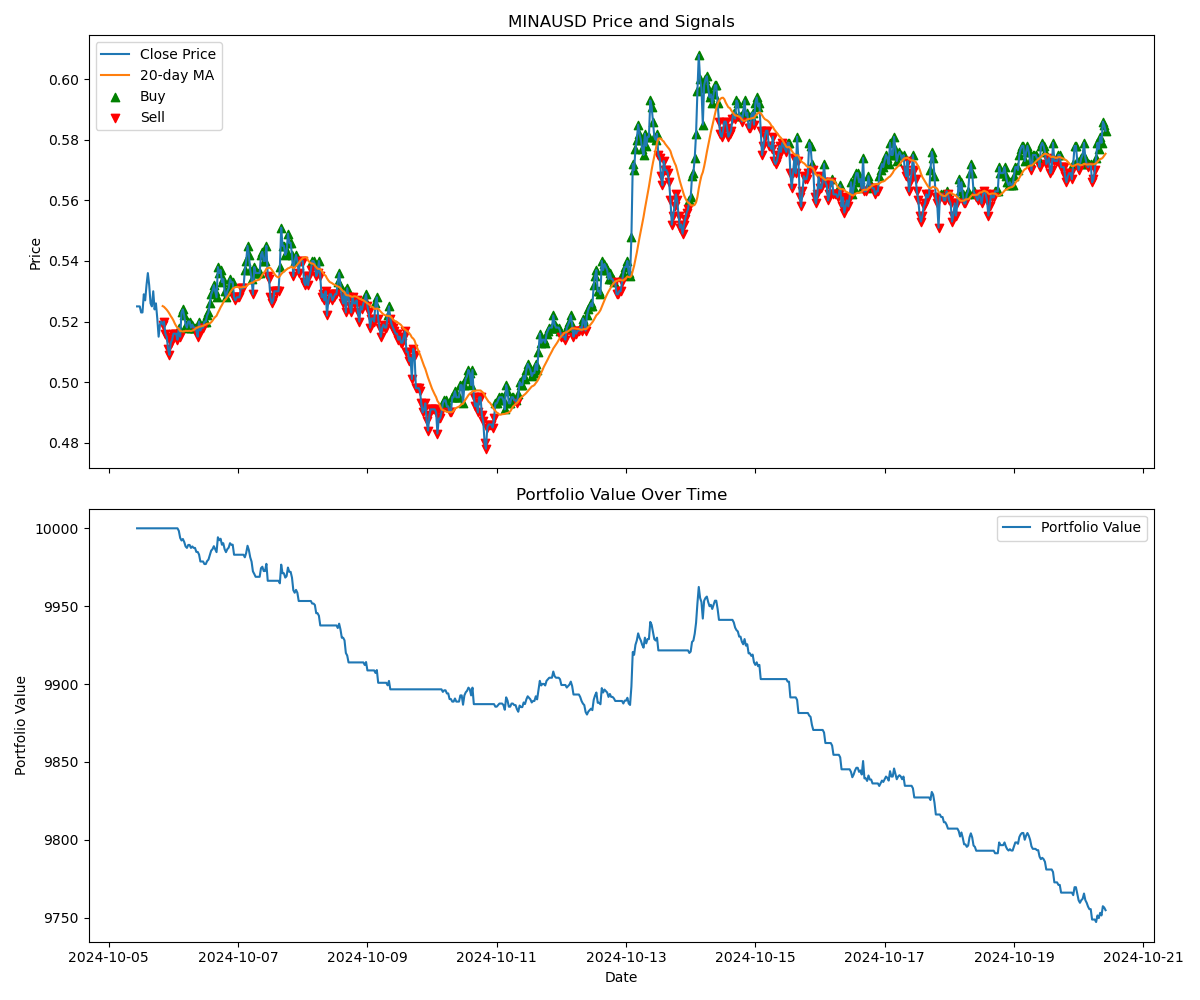 MINAUSD Price and Signals
Close Price
20-day MA
Buy
Sell
Price
0.60
0.58
0.56
0.54
0.52
0.50
0.48
Portfolio Value Over Time
Portfolio Value
Portfolio Value
10000
9950
9900
9850
9800
9750
2024-10-05 2024-10-07 2024-10-09 2024-10-11 2024-10-13 2024-10-15 2024-10-17 2024-10-19 2024-10-21
Date